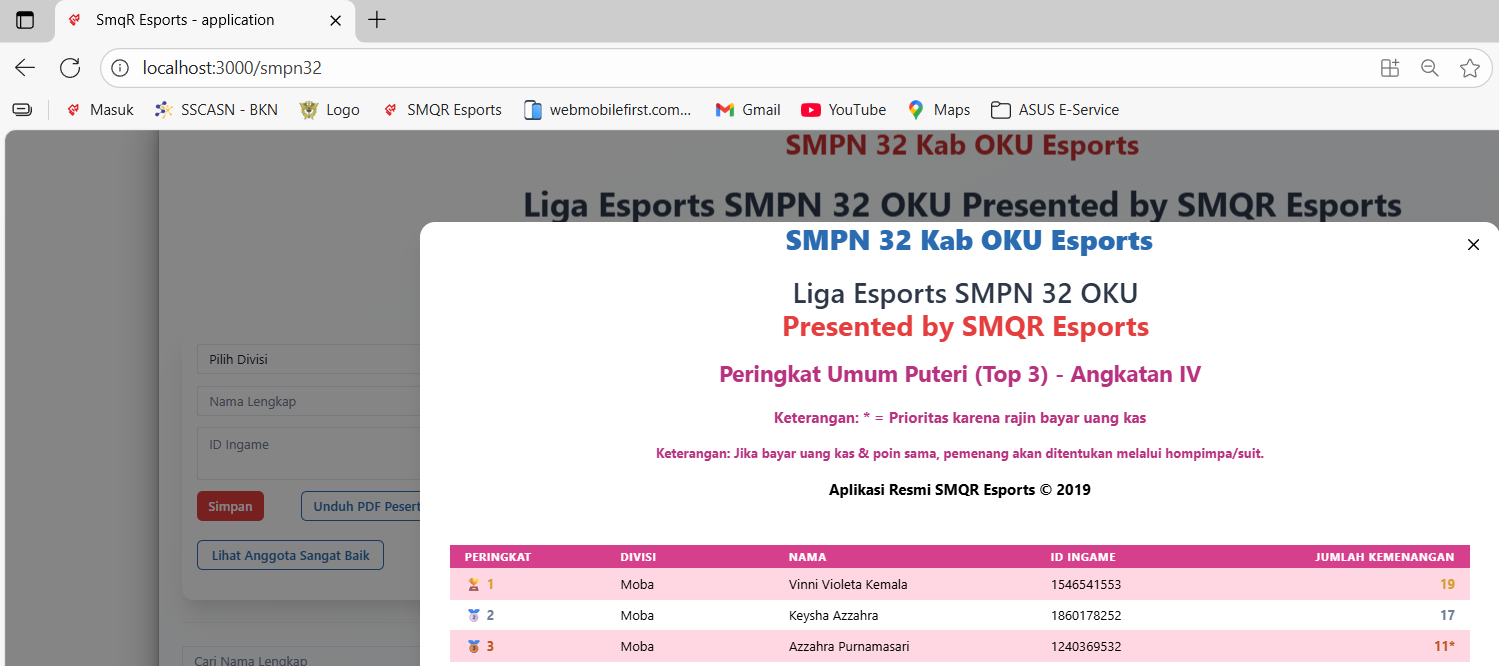 SmqR Esports - application
localhost:3000/smpn32
Masuk SSCASN - BKN Logo SMQR Esports webmobilefirst.com... Gmail YouTube Maps ASUS E-Service
SMPN 32 Kab OKU Esports
Liga Esports SMPN 32 OKU Presented by SMQR Esports
SMPN 32 Kab OKU Esports
Liga Esports SMPN 32 OKU
Presented by SMQR Esports
Peringkat Umum Puteri (Top 3) - Angkatan IV
Keterangan: * = Prioritas karena rajin bayar uang kas
Keterangan: Jika bayar uang kas & poin sama, pemenang akan ditentukan melalui hompimpa/suit.
Aplikasi Resmi SMQR Esports © 2019
Pilih Divisi
Nama Lengkap
ID Ingame
Simpan Unduh PDF Pesert
Lihat Anggota Sangat Baik
Cari Nama Lengkap
PERINGKAT DIVISI NAMA ID INGAME JUMLAH KEMENANGAN
1 Moba Vinni Violeta Kemala 1546541553 19
2 Moba Keysha Azzahra 1860178252 17
3 Moba Azzahra Purnamasari 1240369532 11*